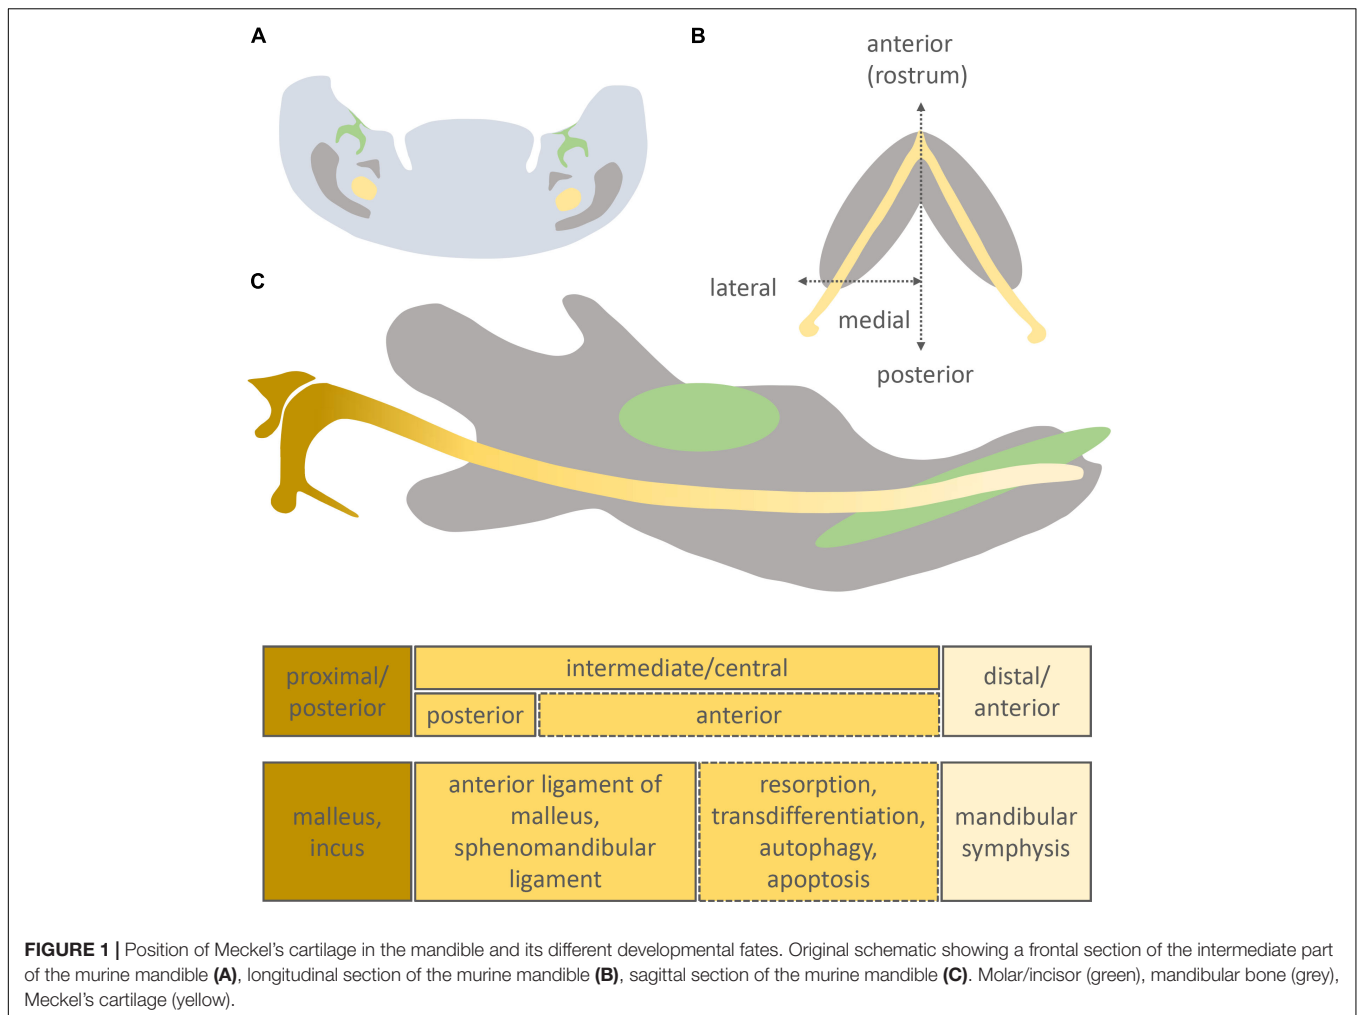 A
B
anterior
(rostrum)
lateral
medial
posterior
C
proximal/
posterior
intermediate/central
posterior
anterior
distal/
anterior
malleus,
incus
anterior ligament of
malleus,
sphenomandibular
ligament
resorption,
transdifferentiation,
autophagy,
apoptosis
mandibular
symphysis
FIGURE 1 | Position of Meckel’s cartilage in the mandible and its different developmental fates. Original schematic showing a frontal section of the intermediate part
of the murine mandible (A), longitudinal section of the murine mandible (B), sagittal section of the murine mandible (C). Molar/incisor (green), mandibular bone (grey),
Meckel’s cartilage (yellow).